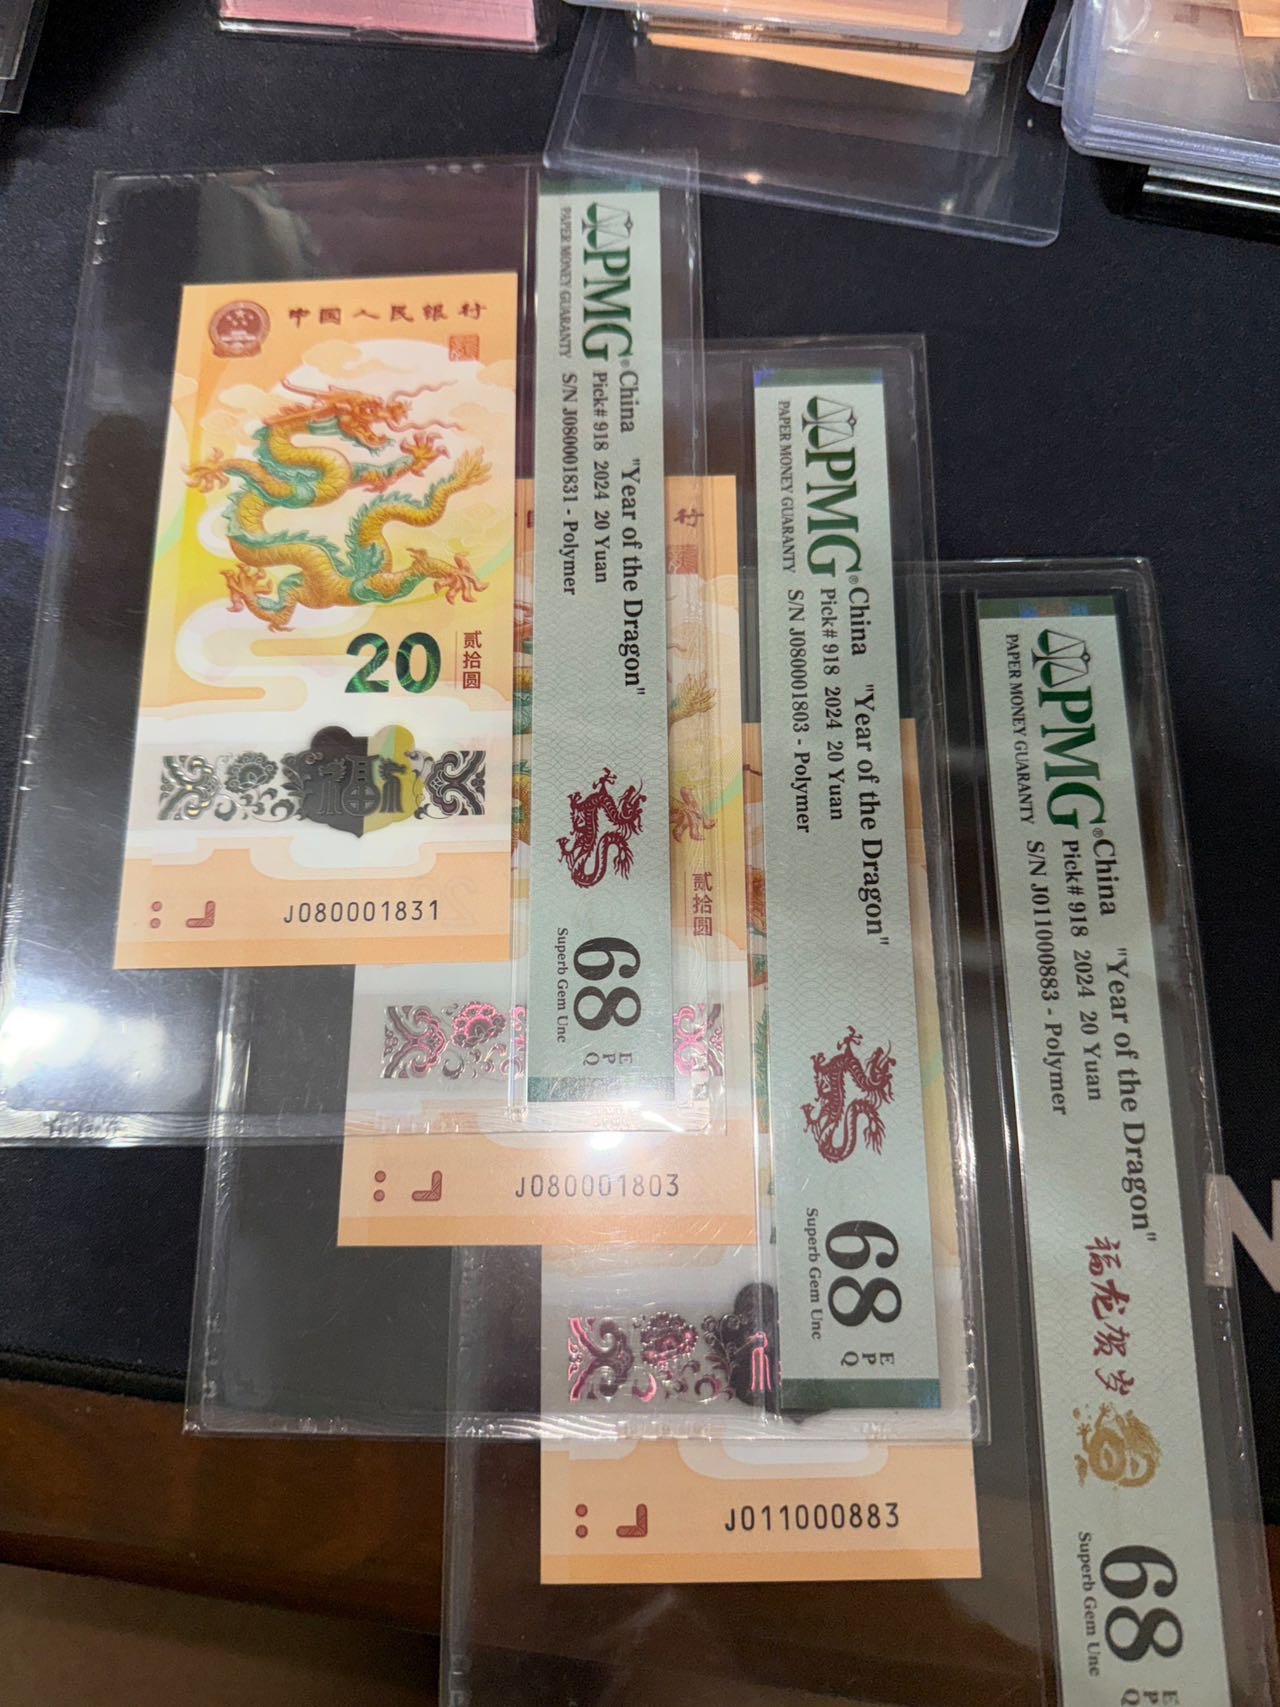 中国人民银行
20
贰拾圆
J080001831
PMG®
PAPER MONEY GUARANTY
China "Year of the Dragon"
Pick# 918 2024 20 Yuan
S/N J080001831 - Polymer
68
EPQ
Superb Gem Unc
行
贰拾圆
J080001803
PMG®
PAPER MONEY GUARANTY
China "Year of the Dragon"
Pick# 918 2024 20 Yuan
S/N J080001803 - Polymer
68
EPQ
Superb Gem Unc
J011000883
PMG®
PAPER MONEY GUARANTY
China "Year of the Dragon"
Pick# 918 2024 20 Yuan
S/N J011000883 - Polymer
福龙贺岁
68
EP
Superb Gem Unc
N